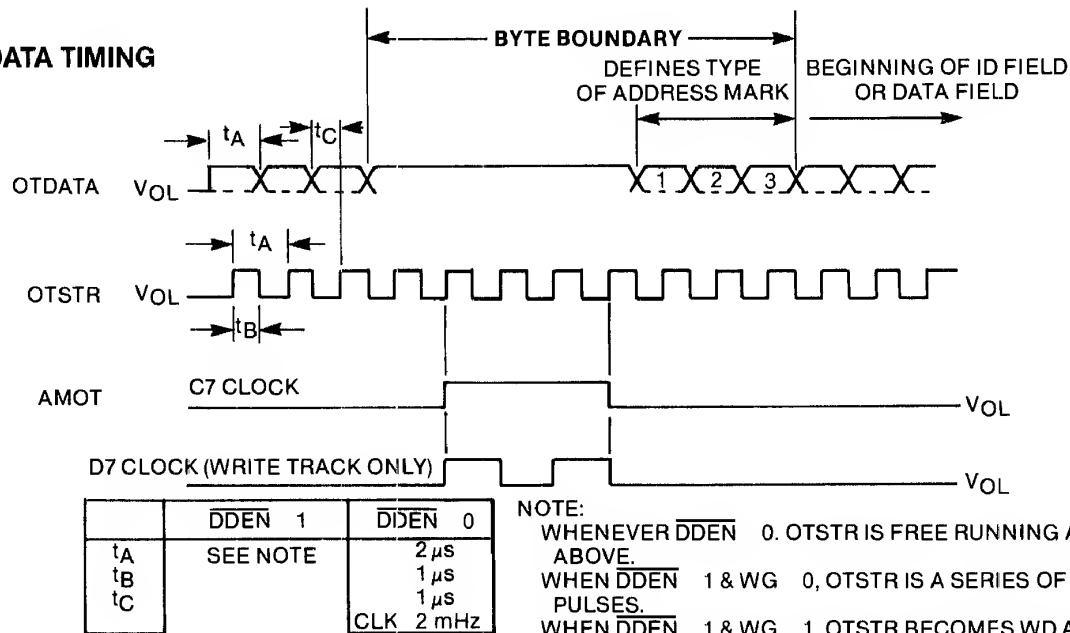 BYTE BOUNDARY
DATA TIMING
DEFINES TYPE
OF ADDRESS MARK
BEGINNING OF ID FIELD
OR DATA FIELD
tA tC
OTDATA VOL 1 2 3
tA
OTSTR VOL
tB
AMOT C7 CLOCK VOL
D7 CLOCK (WRITE TRACK ONLY) VOL
DDEN 1 DDEN 0
tA SEE NOTE 2 µs
tB 1 µs
tC 1 µs
CLK 2 mHz
NOTE:
WHENEVER DDEN 0. OTSTR IS FREE RUNNING A
ABOVE.
WHEN DDEN 1 & WG 0, OTSTR IS A SERIES OF
PULSES.
WHEN DDEN 1 & WG 1 OTSTR BECOMES WD A